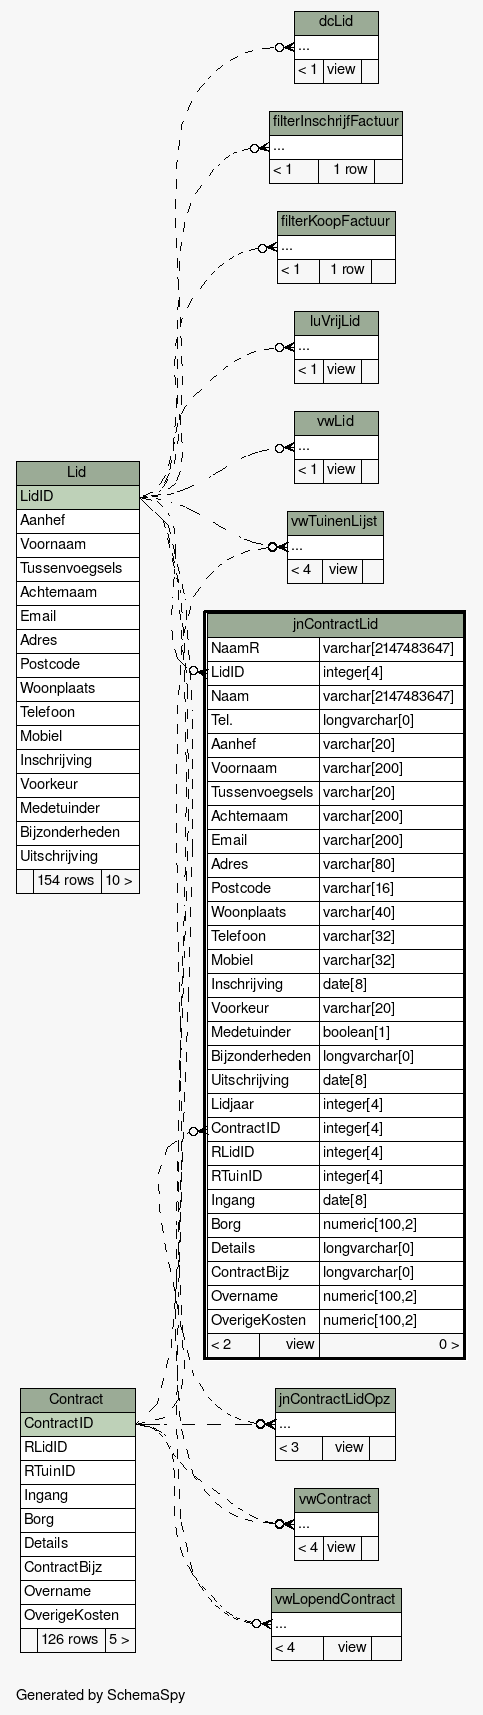 dcLid
...
< 1 view
filterInschrijfFactuur
...
< 1 1 row
filterKoopFactuur
...
< 1 1 row
luVrijLid
...
< 1 view
vwLid
...
< 1 view
vwTuinenLijst
...
< 4 view
Lid
LidID
Aanhef
Voornaam
Tussenvoegsels
Achternaam
Email
Adres
Postcode
Woonplaats
Telefoon
Mobiel
Inschrijving
Voorkeur
Medetuinder
Bijzonderheden
Uitschrijving
154 rows 10 >
jnContractLid
NaamR varchar[2147483647]
LidID integer[4]
Naam varchar[2147483647]
Tel. longvarchar[0]
Aanhef varchar[20]
Voornaam varchar[200]
Tussenvoegsels varchar[20]
Achternaam varchar[200]
Email varchar[200]
Adres varchar[80]
Postcode varchar[16]
Woonplaats varchar[40]
Telefoon varchar[32]
Mobiel varchar[32]
Inschrijving date[8]
Voorkeur varchar[20]
Medetuinder boolean[1]
Bijzonderheden longvarchar[0]
Uitschrijving date[8]
Lidjaar integer[4]
ContractID integer[4]
RLidID integer[4]
RTuinID integer[4]
Ingang date[8]
Borg numeric[100,2]
Details longvarchar[0]
ContractBijz longvarchar[0]
Overname numeric[100,2]
OverigeKosten numeric[100,2]
< 2 view 0 >
Contract
ContractID
RLidID
RTuinID
Ingang
Borg
Details
ContractBijz
Overname
OverigeKosten
126 rows 5 >
jnContractLidOpz
...
< 3 view
vwContract
...
< 4 view
vwLopendContract
...
< 4 view
Generated by SchemaSpy